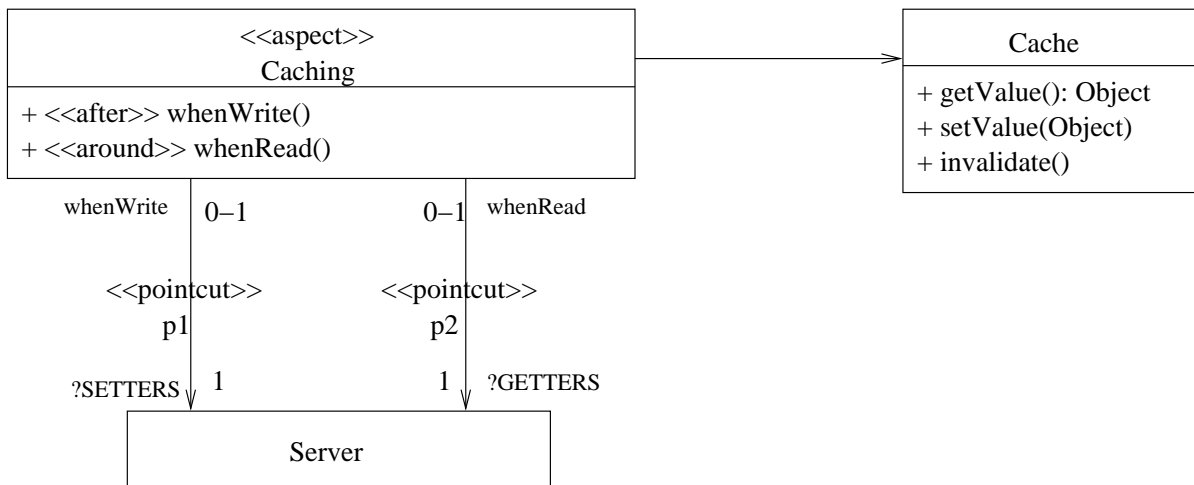 <<aspect>>
Caching
+ <<after>> whenWrite()
+ <<around>> whenRead()
Cache
+ getValue(): Object
+ setValue(Object)
+ invalidate()
whenWrite 0–1 0–1 whenRead
<<pointcut>> <<pointcut>>
p1 p2
?SETTERS 1 1 ?GETTERS
Server